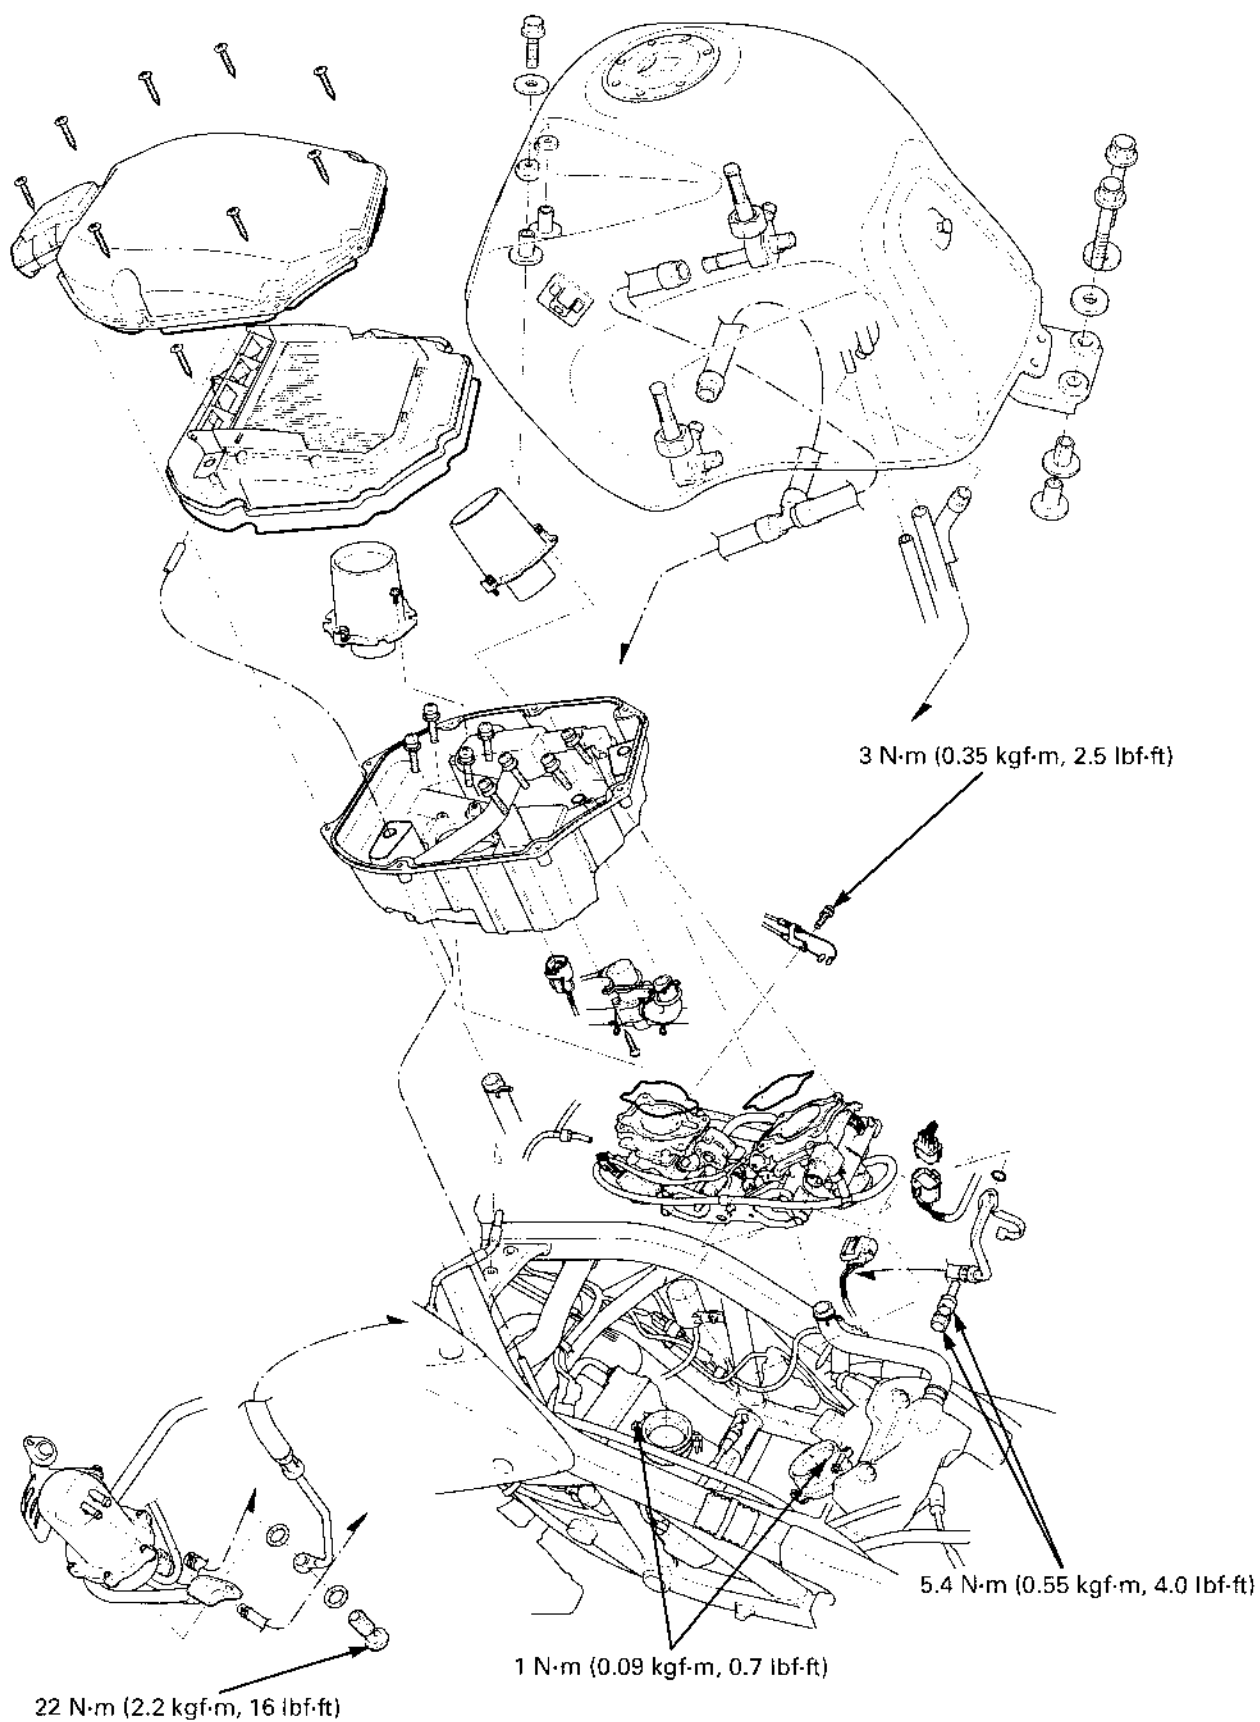 3 N·m (0.35 kgf·m, 2.5 lbf·ft)
5.4 N·m (0.55 kgf·m, 4.0 lbf·ft)
1 N·m (0.09 kgf·m, 0.7 lbf·ft)
22 N·m (2.2 kgf·m, 16 lbf·ft)